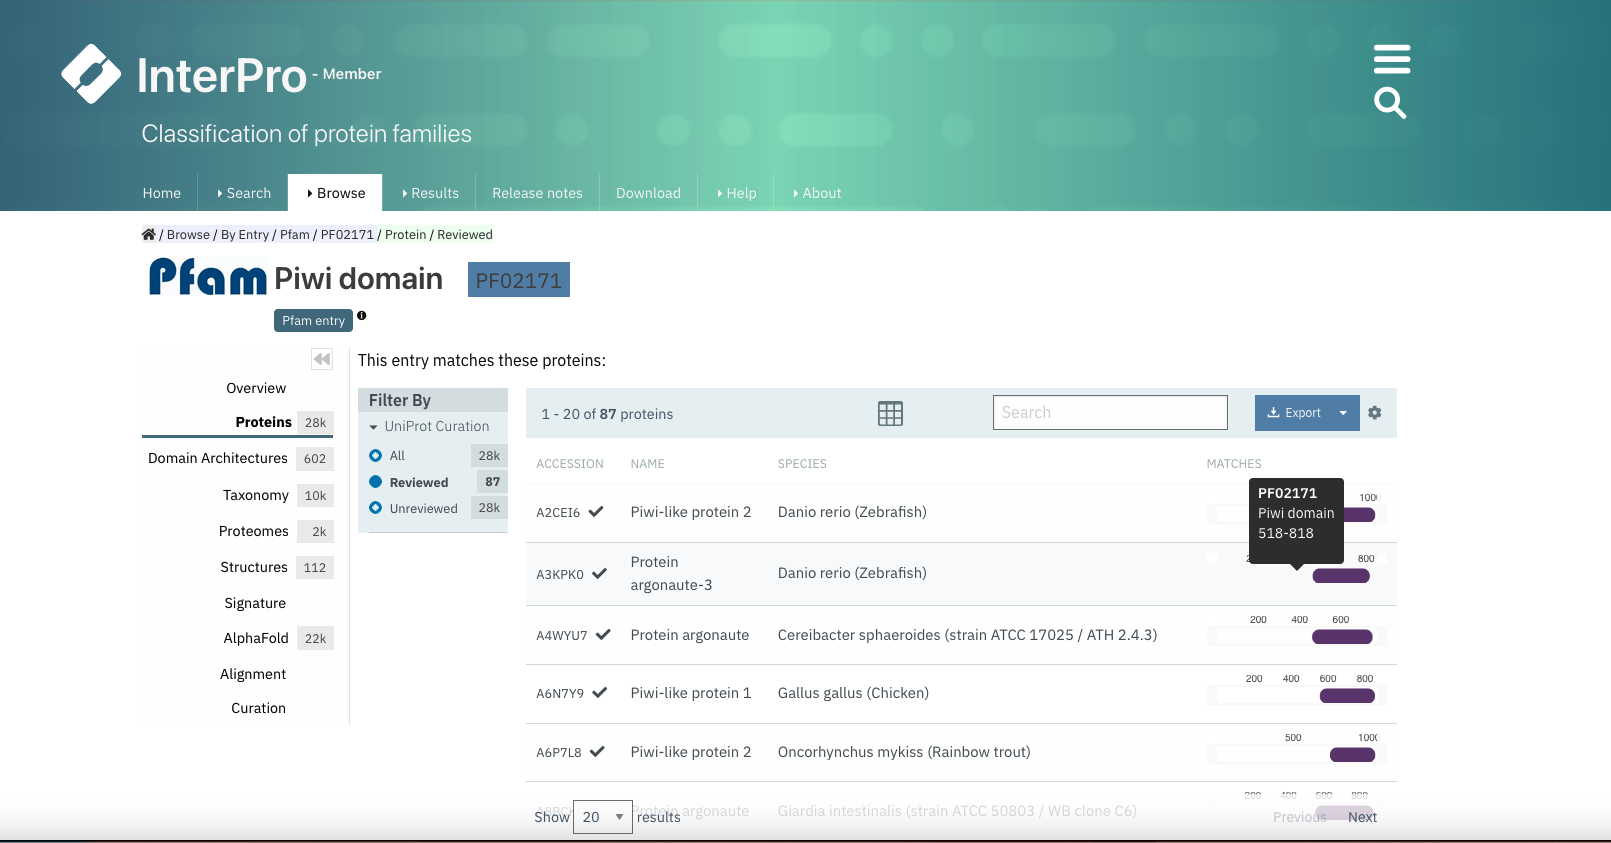 InterPro - Member
Classification of protein families
Home Search Browse Results Release notes Download Help About
/ Browse / By Entry / Pfam / PF02171 / Protein / Reviewed
Pfam Piwi domain PF02171
Pfam entry
This entry matches these proteins:
Overview
Proteins 28k
Domain Architectures 602
Taxonomy 10k
Proteomes 2k
Structures 112
Signature
AlphaFold 22k
Alignment
Curation
Filter By
UniProt Curation
All 28k
Reviewed 87
Unreviewed 28k
1 - 20 of 87 proteins Search Export
ACCESSION NAME SPECIES MATCHES
A2CEI6 Piwi-like protein 2 Danio rerio (Zebrafish)
PF02171
Piwi domain
518-818
800
A3KPK0 Protein argonaute-3 Danio rerio (Zebrafish)
200 400 600
A4WYU7 Protein argonaute Cereibacter sphaeroides (strain ATCC 17025 / ATH 2.4.3)
200 400 600 800
A6N7Y9 Piwi-like protein 1 Gallus gallus (Chicken)
500
A6P7L8 Piwi-like protein 2 Oncorhynchus mykiss (Rainbow trout)
200 400 600 800
Protein argonaute Giardia intestinalis (strain ATCC 50803 / WB clone C6)
Show 20 results Previous Next